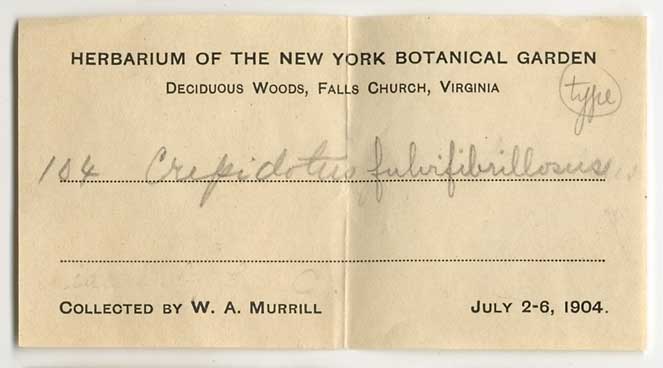 HERBARIUM OF THE NEW YORK BOTANICAL GARDEN
DECIDUOUS WOODS, FALLS CHURCH, VIRGINIA
type
104 Crepidotus fulvifibrillosus
COLLECTED BY W. A. MURRILL JULY 2-6, 1904.